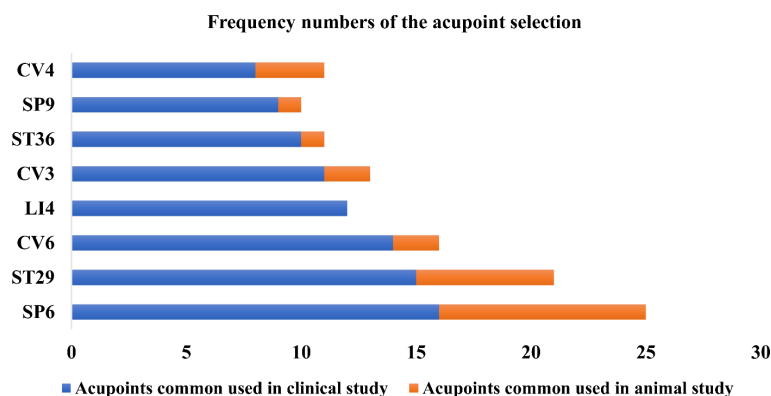 Frequency numbers of the acupoint selection
CV4
SP9
ST36
CV3
LI4
CV6
ST29
SP6
0 5 10 15 20 25 30
Acupoints common used in clinical study Acupoints common used in animal study